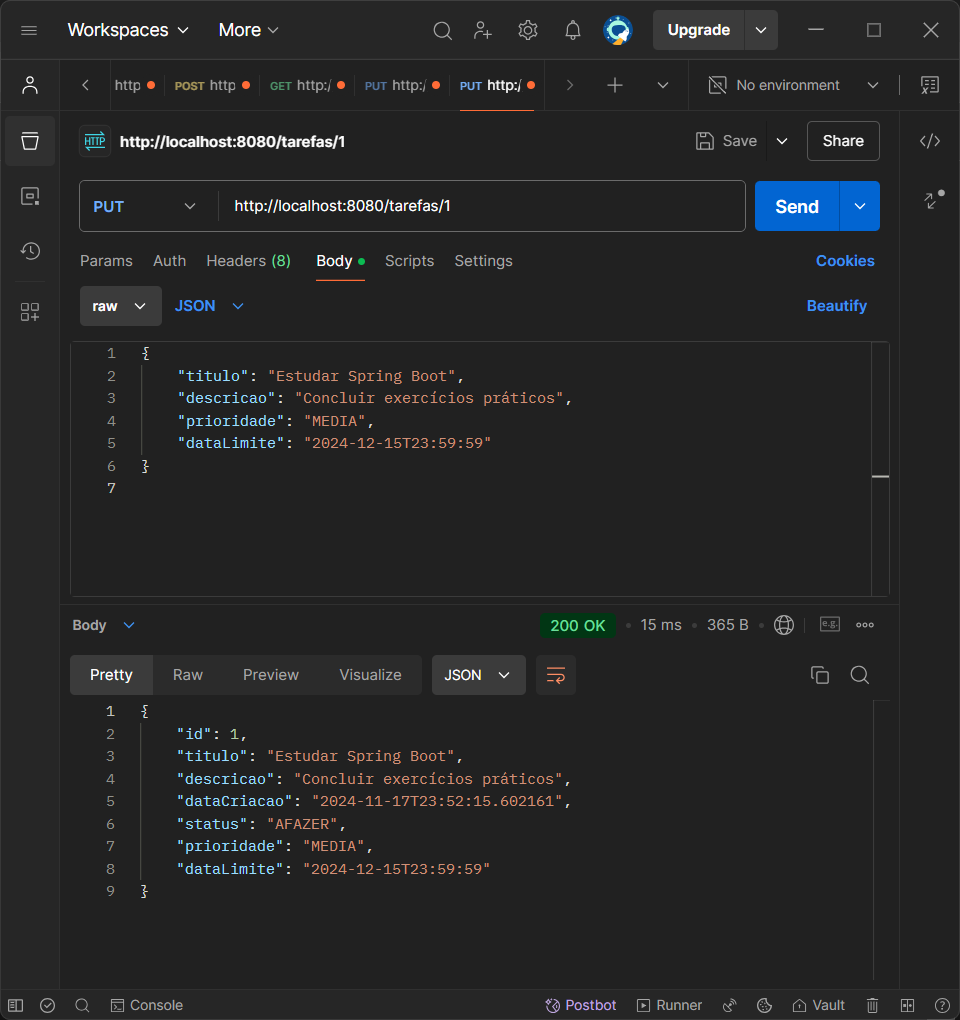 Workspaces More Upgrade
http POST http GET http:/ PUT http:/ PUT http:/ No environment
HTTP http://localhost:8080/tarefas/1 Save Share
PUT http://localhost:8080/tarefas/1 Send
Params Auth Headers (8) Body Scripts Settings Cookies
raw JSON Beautify
1 {
2 "titulo": "Estudar Spring Boot",
3 "descricao": "Concluir exercícios práticos",
4 "prioridade": "MEDIA",
5 "dataLimite": "2024-12-15T23:59:59"
6 }
7
Body 200 OK 15 ms 365 B e.g.
Pretty Raw Preview Visualize JSON
1 {
2 "id": 1,
3 "titulo": "Estudar Spring Boot",
4 "descricao": "Concluir exercícios práticos",
5 "dataCriacao": "2024-11-17T23:52:15.602161",
6 "status": "AFAZER",
7 "prioridade": "MEDIA",
8 "dataLimite": "2024-12-15T23:59:59"
9 }
Console Postbot Runner Vault